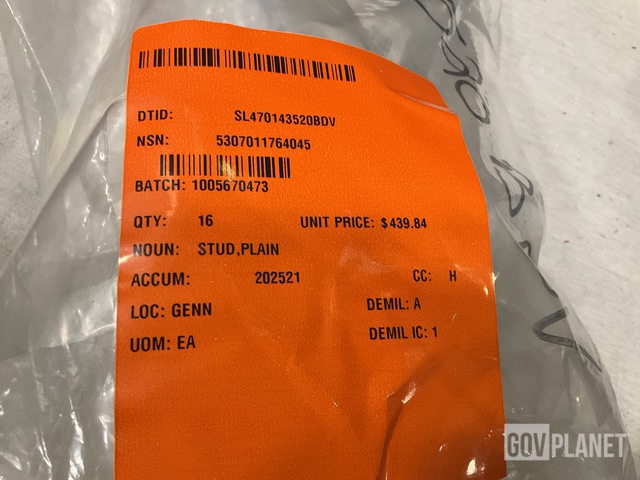 DTID: SL470143520BDV
NSN: 5307011764045
BATCH: 1005670473
QTY: 16 UNIT PRICE: $439.84
NOUN: STUD,PLAIN
ACCUM: 202521 CC: H
LOC: GENN DEMIL: A
UOM: EA DEMIL IC: 1
GOVPLANET